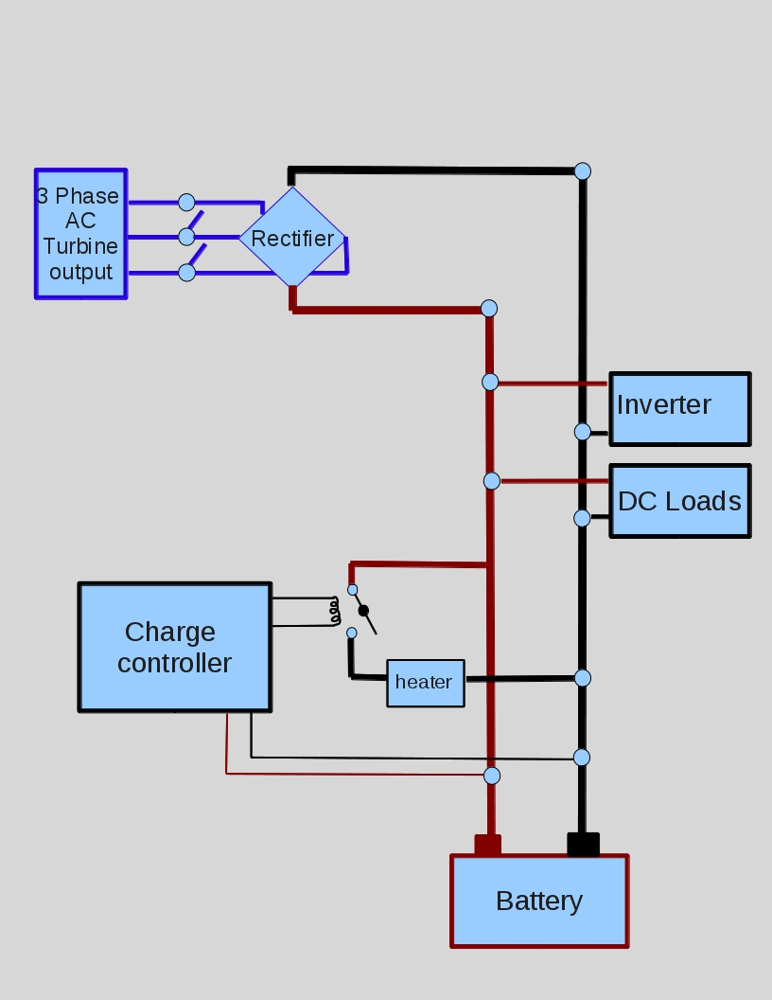 3 Phase
AC
Turbine
output
Rectifier
Inverter
DC Loads
Charge
controller
heater
Battery